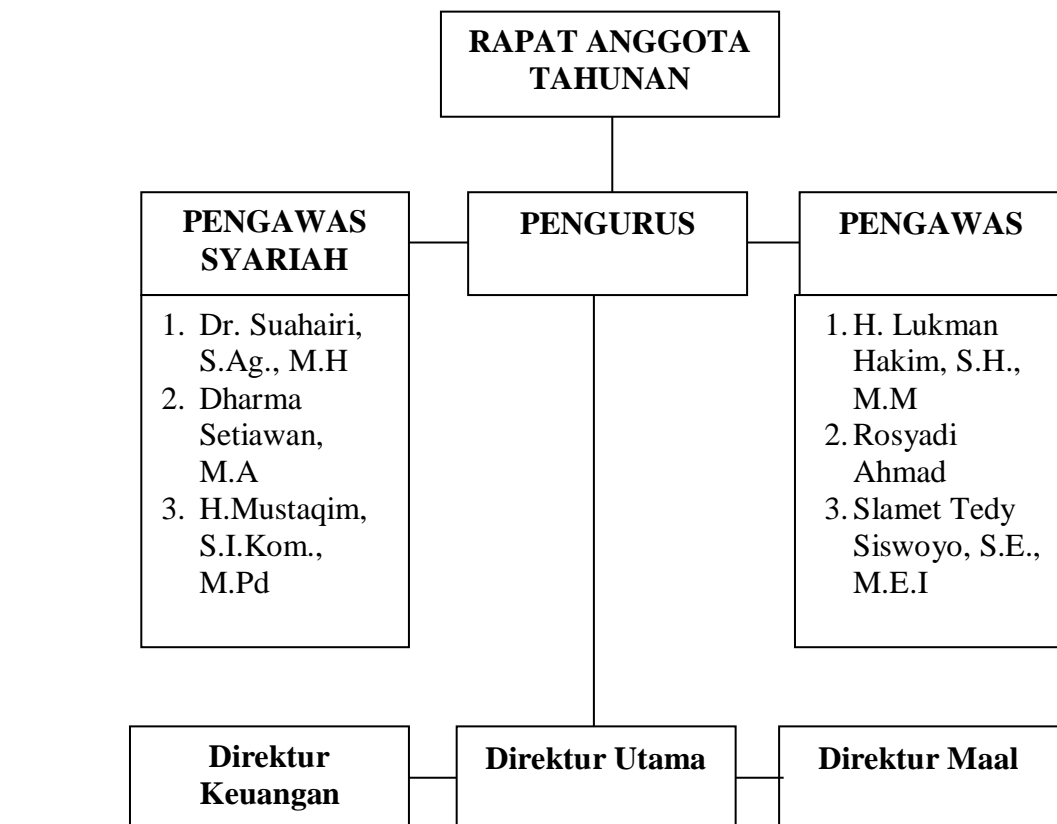 RAPAT ANGGOTA
TAHUNAN
PENGAWAS
SYARIAH
1. Dr. Suahairi,
S.Ag., M.H
2. Dharma
Setiawan,
M.A
3. H.Mustaqim,
S.I.Kom.,
M.Pd
PENGURUS
PENGAWAS
1. H. Lukman
Hakim, S.H.,
M.M
2. Rosyadi
Ahmad
3. Slamet Tedy
Siswoyo, S.E.,
M.E.I
Direktur
Keuangan
Direktur Utama
Direktur Maal